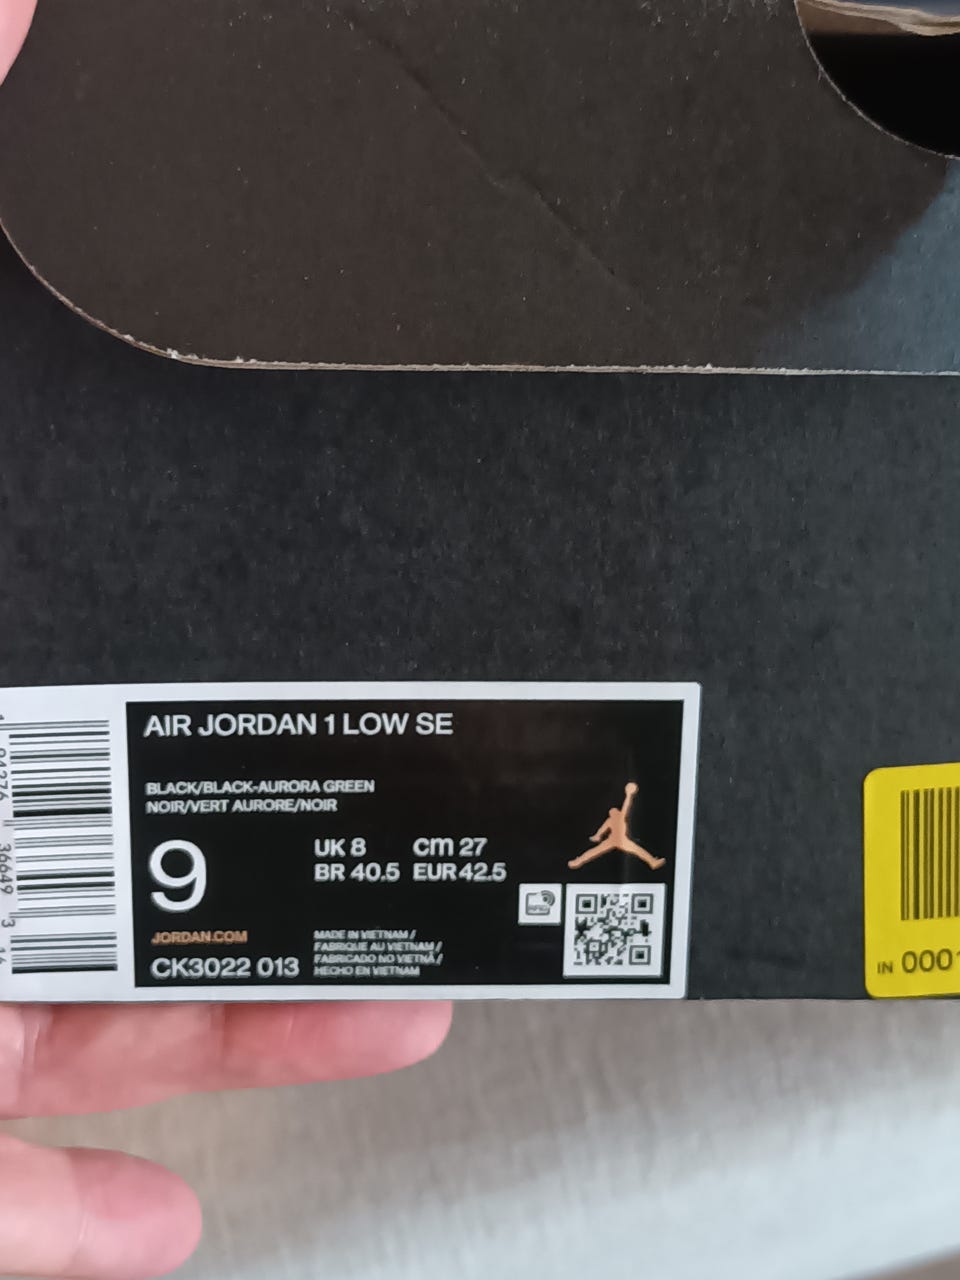 AIR JORDAN 1 LOW SE
BLACK/BLACK-AURORA GREEN
NOIR/VERT AURORE/NOIR
9
UK 8 cm 27
BR 40.5 EUR 42.5
JORDAN.COM
CK3022 013
MADE IN VIETNAM /
FABRIQUE AU VIETNAM /
FABRICADO NO VIETNÃ /
HECHO EN VIETNAM
36649 3
IN 0001